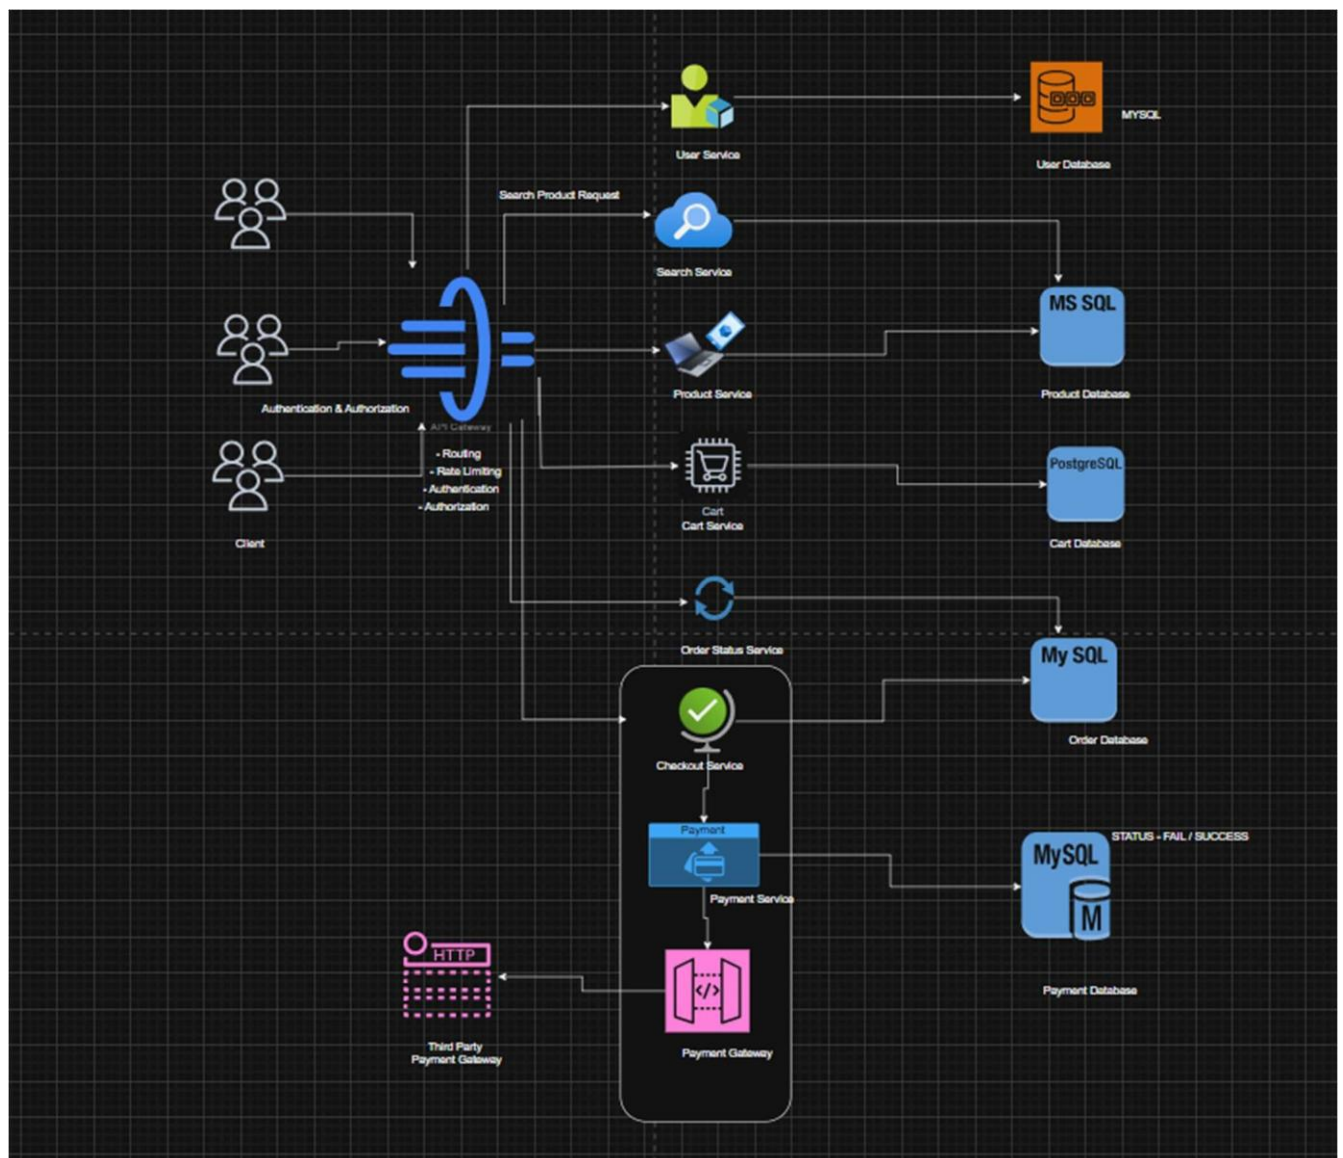 MYSQL
User Service
User Database
Search Product Request
Search Service
MS SQL
Product Service
Product Database
Authentication & Authorization
API Gateway
- Routing
- Rate Limiting
- Authentication
- Authorization
PostgreSQL
Cart
Cart Service
Client
Cart Database
Order Status Service
My SQL
Order Database
Checkout Service
Payment
STATUS - FAIL / SUCCESS
MySQL
M
Payment Service
HTTP
</>
Payment Database
Third Party
Payment Gateway
Payment Gateway